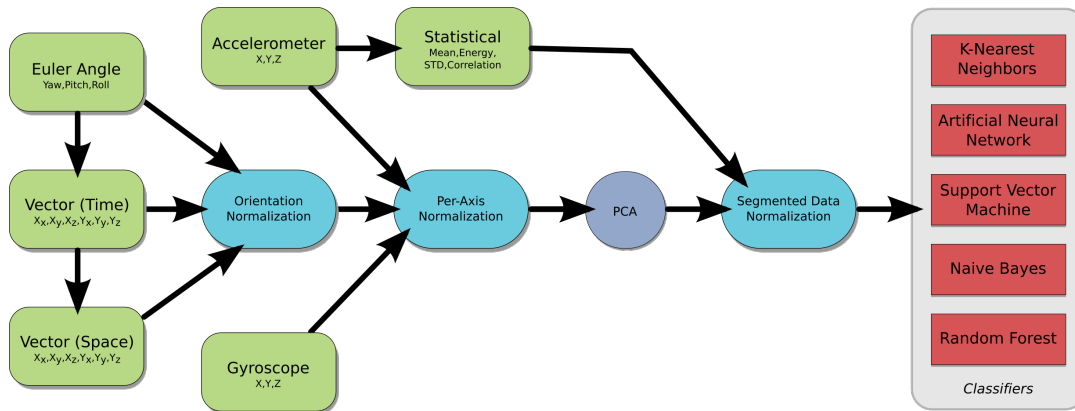 Euler Angle
Yaw,Pitch,Roll
Vector (Time)
Xx,Xy,Xz,Yx,Yy,Yz
Vector (Space)
Xx,Xy,Xz,Yx,Yy,Yz
Accelerometer
X,Y,Z
Statistical
Mean,Energy,
STD,Correlation
Orientation
Normalization
Per-Axis
Normalization
PCA
Segmented Data
Normalization
Gyroscope
X,Y,Z
K-Nearest
Neighbors
Artificial Neural
Network
Support Vector
Machine
Naive Bayes
Random Forest
Classifiers